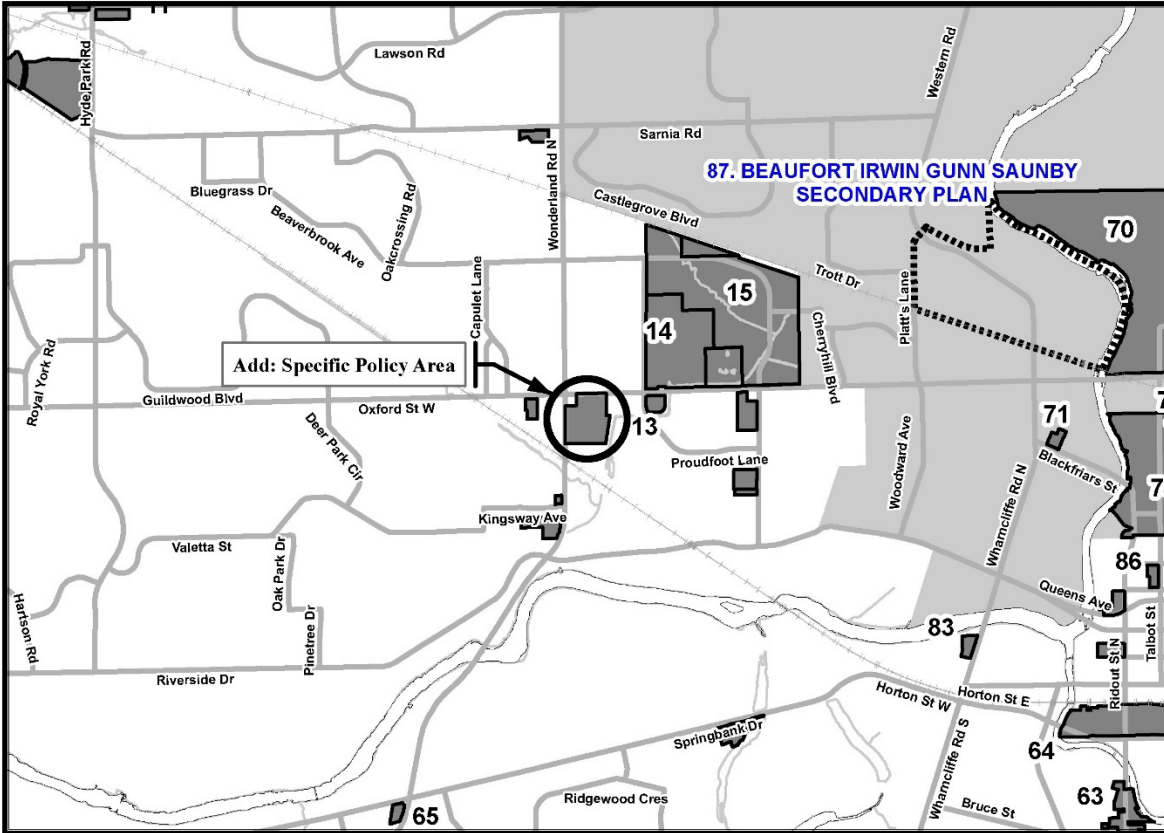 Hyde Park Rd
Lawson Rd
Western Rd
Sarnia Rd
Wonderland Rd N
87. BEAUFORT IRWIN GUNN SAUNBY
SECONDARY PLAN
Bluegrass Dr
Beaverbrook Ave
Oakcrossing Rd
Castlegrove Blvd
70
Trott Dr
Platt's Lane
15
14
Capulet Lane
Cherryhill Blvd
Royal York Rd
Add: Specific Policy Area
Guildwood Blvd
Oxford St W
13
71
7
Deer Park Cir
Proudfoot Lane
Woodward Ave
Wharncliffe Rd N
Blackfriars St
7
Kingsway Ave
Valetta St
Oak Park Dr
86
Queens Ave
Talbot St
Hartson Rd
Pinetree Dr
83
Ridout St N
Riverside Dr
Horton St W
Horton St E
Springbank Dr
Wharncliffe Rd S
64
65
Ridgewood Cres
Bruce St
63